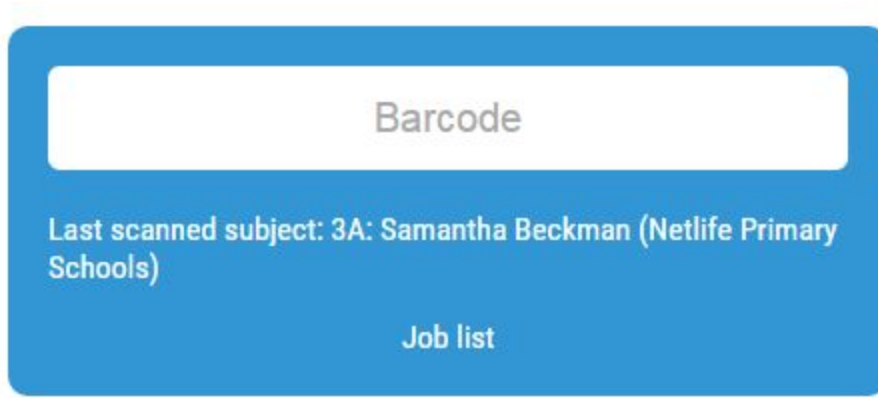 Barcode
Last scanned subject: 3A: Samantha Beckman (Netlife Primary
Schools)
Job list